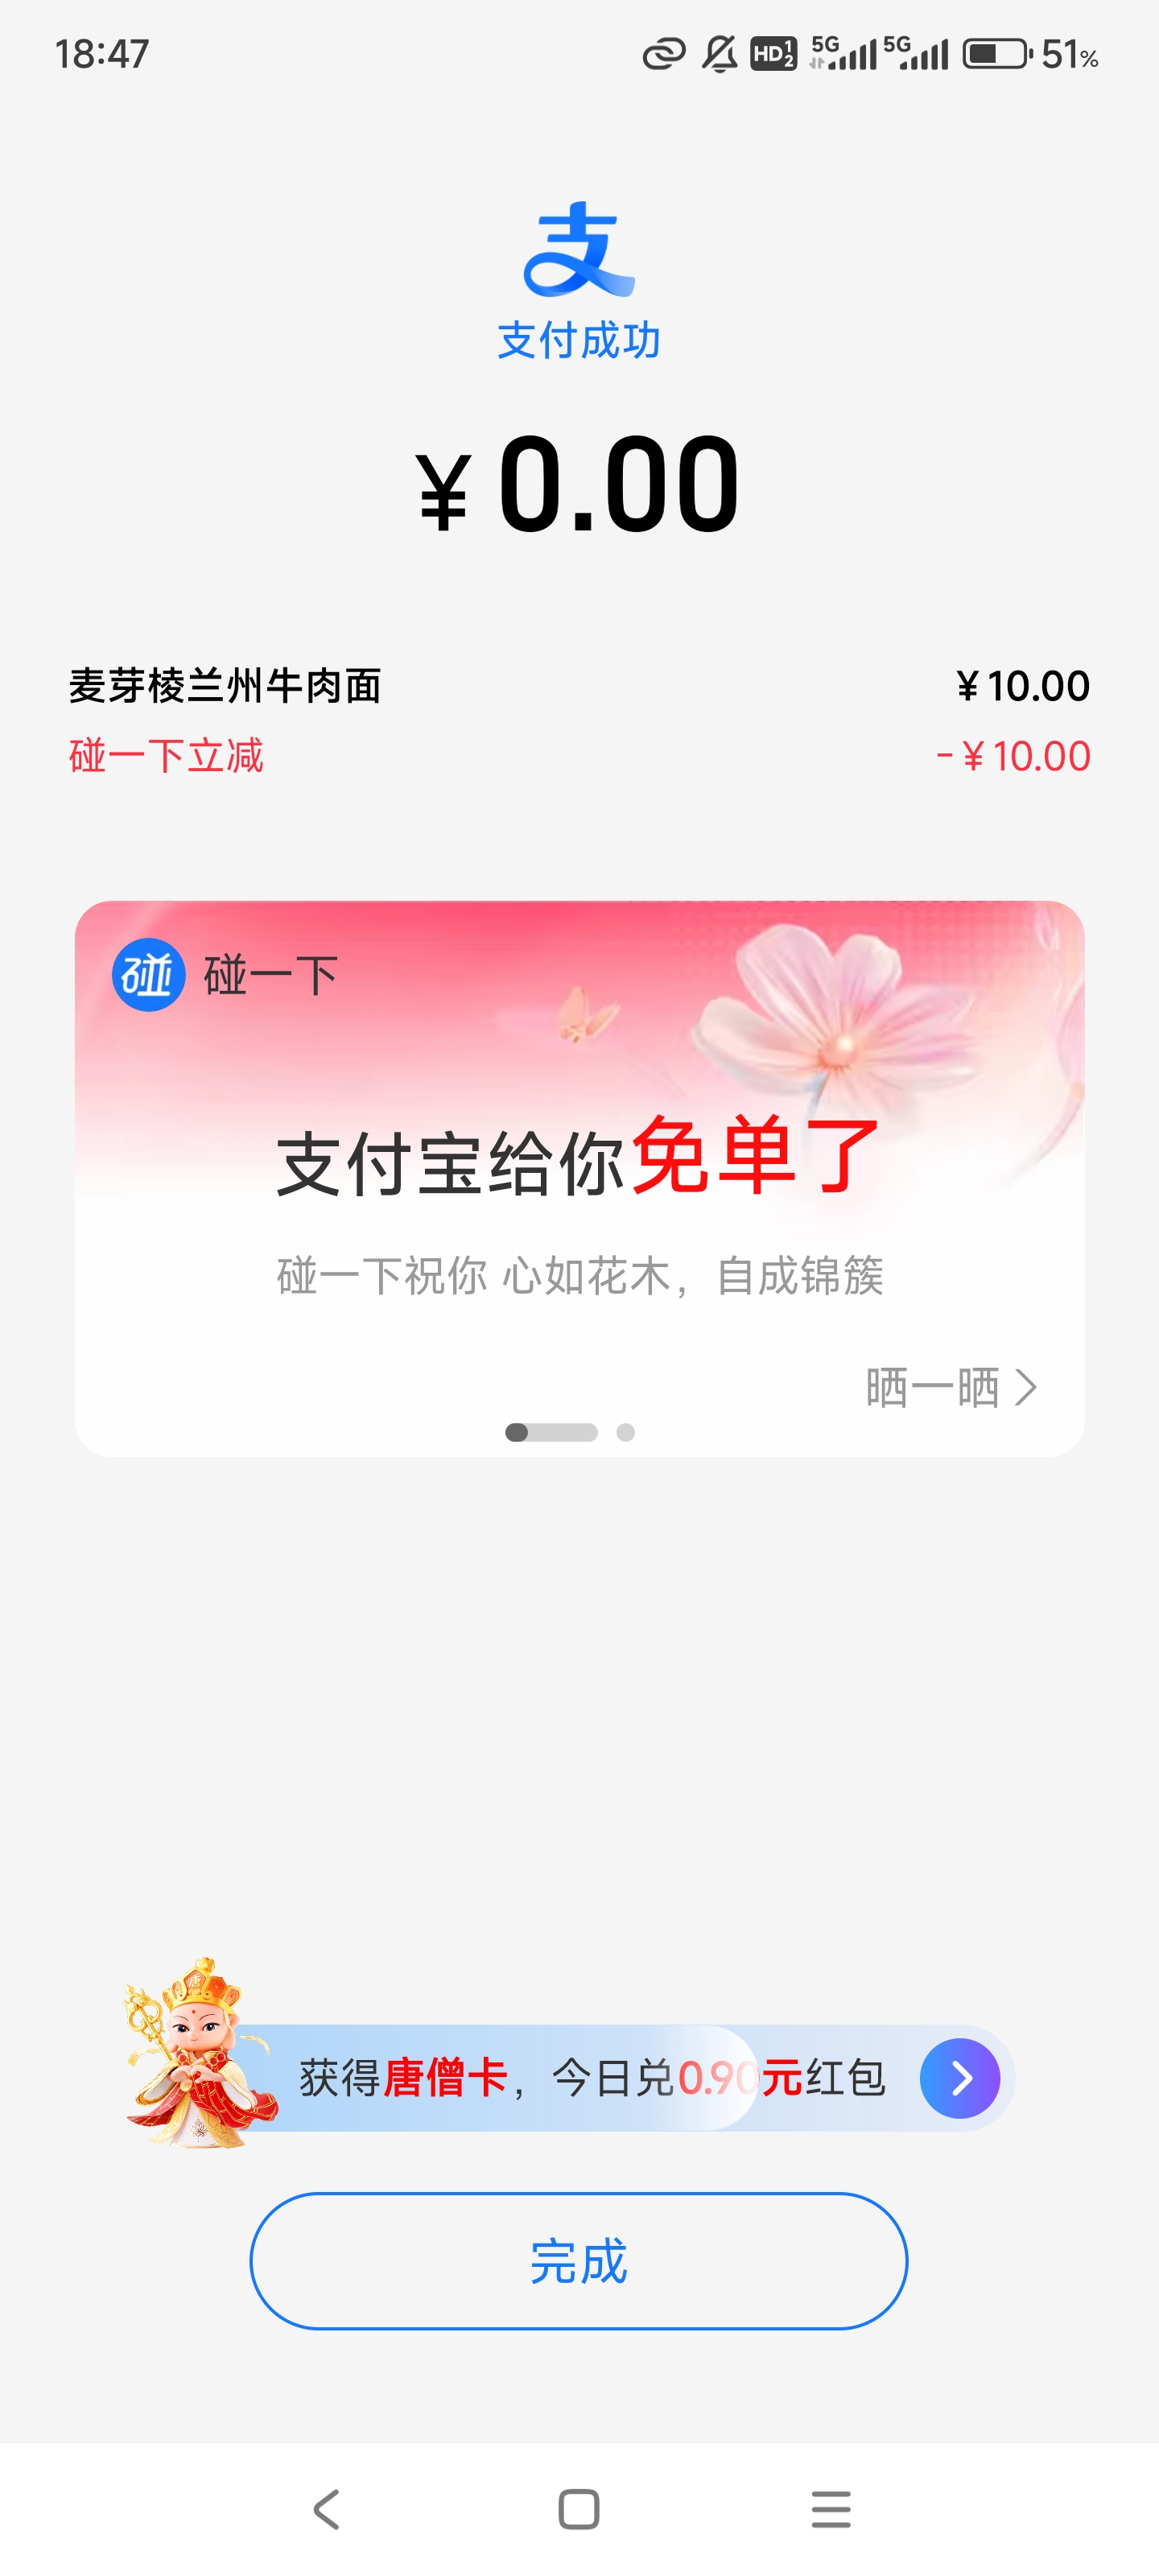 18:47 HD 1 2 5G 5G 51%
支
支付成功
¥0.00
麦芽棱兰州牛肉面 ¥10.00
碰一下立减 -¥10.00
碰 碰一下
支付宝给你免单了
碰一下祝你 心如花木，自成锦簇
晒一晒
获得唐僧卡，今日兑0.90元红包
完成